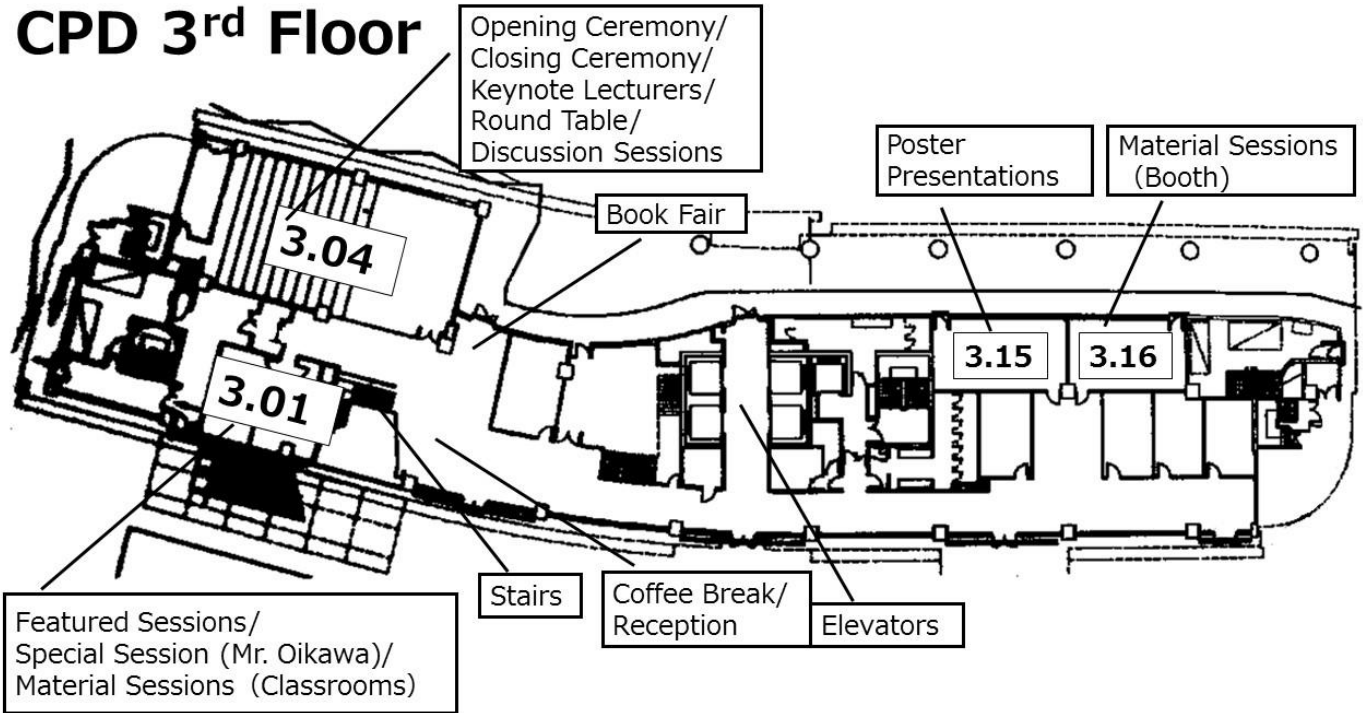 CPD 3rd Floor
Opening Ceremony/
Closing Ceremony/
Keynote Lecturers/
Round Table/
Discussion Sessions
Poster
Presentations
Material Sessions
(Booth)
Book Fair
3.04
3.15
3.16
3.01
Stairs
Coffee Break/
Reception
Elevators
Featured Sessions/
Special Session (Mr. Oikawa)/
Material Sessions (Classrooms)